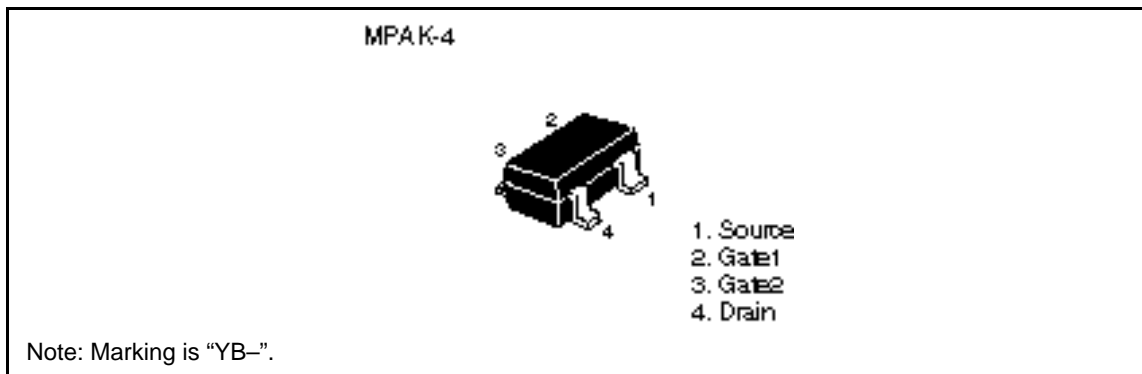 MPAK-4
2
3
1
4
1. Source
2. Gate1
3. Gate2
4. Drain
Note: Marking is “YB–”.